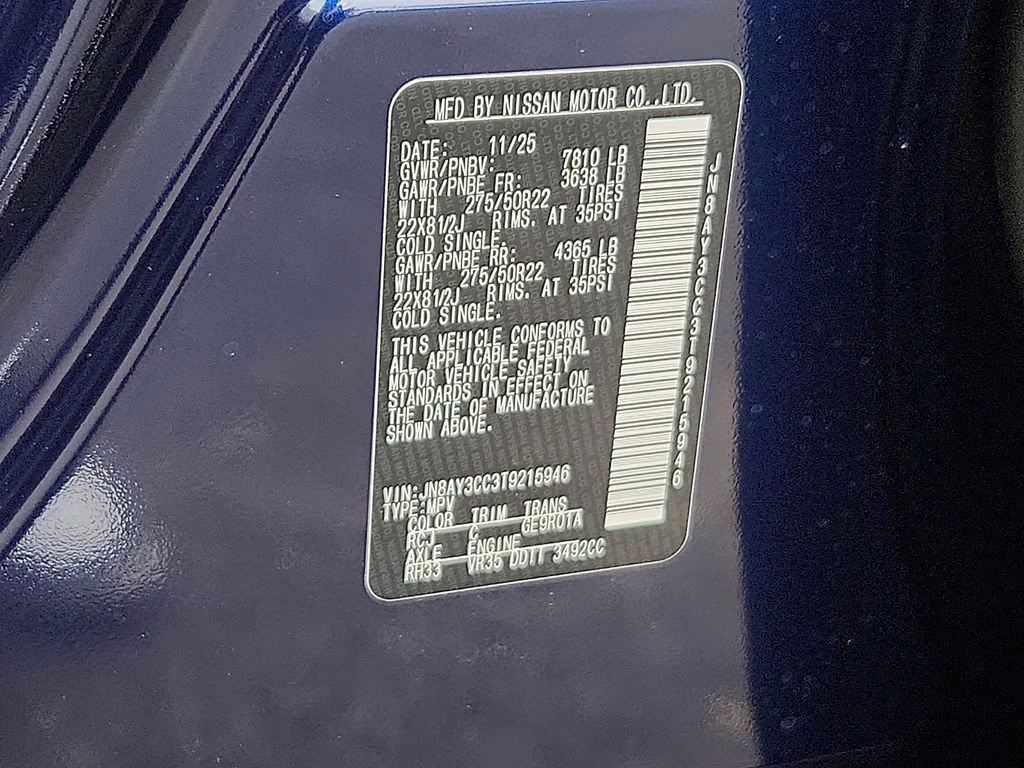 MFD BY NISSAN MOTOR CO.,LTD.
DATE: 11/25
GVWR/PNBV: 7810 LB
GAWR/PNBE FR: 3638 LB
WITH 275/50R22 TIRES
22X81/2J RIMS. AT 35PSI
COLD SINGLE.
GAWR/PNBE RR: 4365 LB
WITH 275/50R22 TIRES
22X81/2J RIMS. AT 35PSI
COLD SINGLE.
THIS VEHICLE CONFORMS TO
ALL APPLICABLE FEDERAL
MOTOR VEHICLE SAFETY
STANDARDS IN EFFECT ON
THE DATE OF MANUFACTURE
SHOWN ABOVE.
VIN:JN8AY3CC3T9215946
TYPE:MPV
COLOR TRIM TRANS
RCJ C GE9R01A
AXLE ENGINE
RH33 VR35 DDTT 3492CC
JN8AY3CC3T9215946